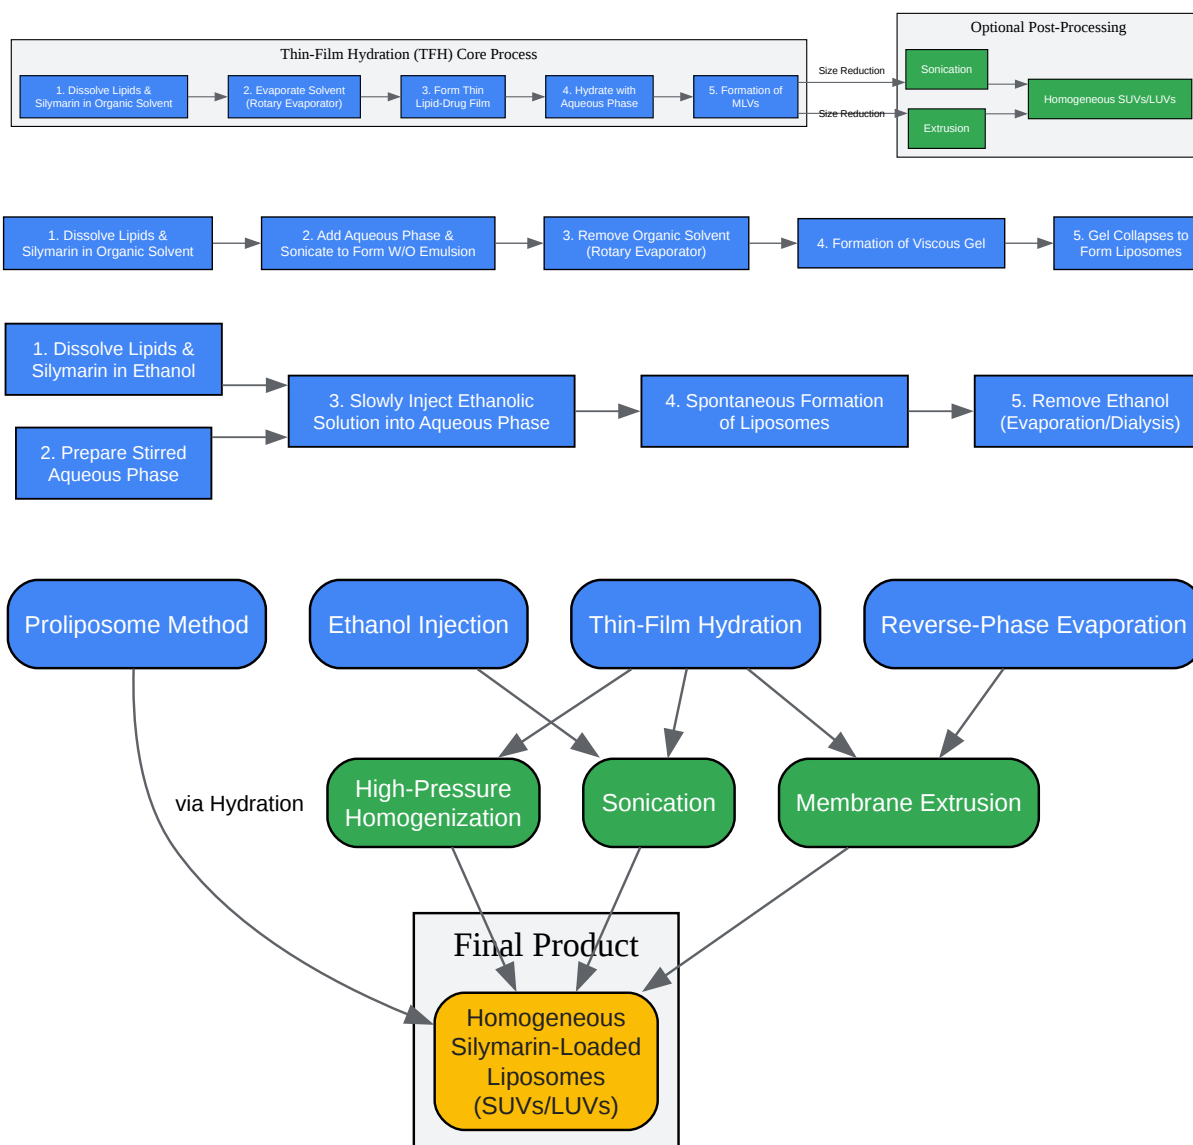 Optional Post-Processing
Thin-Film Hydration (TFH) Core Process
1. Dissolve Lipids &
Silymarin in Organic Solvent
2. Evaporate Solvent
(Rotary Evaporator)
3. Form Thin
Lipid-Drug Film
4. Hydrate with
Aqueous Phase
5. Formation of
MLVs
Size Reduction
Size Reduction
Sonication
Extrusion
Homogeneous SUVs/LUVs
1. Dissolve Lipids &
Silymarin in Organic Solvent
2. Add Aqueous Phase &
Sonicate to Form W/O Emulsion
3. Remove Organic Solvent
(Rotary Evaporator)
4. Formation of Viscous Gel
5. Gel Collapses to
Form Liposomes
1. Dissolve Lipids &
Silymarin in Ethanol
2. Prepare Stirred
Aqueous Phase
3. Slowly Inject Ethanolic
Solution into Aqueous Phase
4. Spontaneous Formation
of Liposomes
5. Remove Ethanol
(Evaporation/Dialysis)
Proliposome Method
Ethanol Injection
Thin-Film Hydration
Reverse-Phase Evaporation
via Hydration
High-Pressure
Homogenization
Sonication
Membrane Extrusion
Final Product
Homogeneous
Silymarin-Loaded
Liposomes
(SUVs/LUVs)